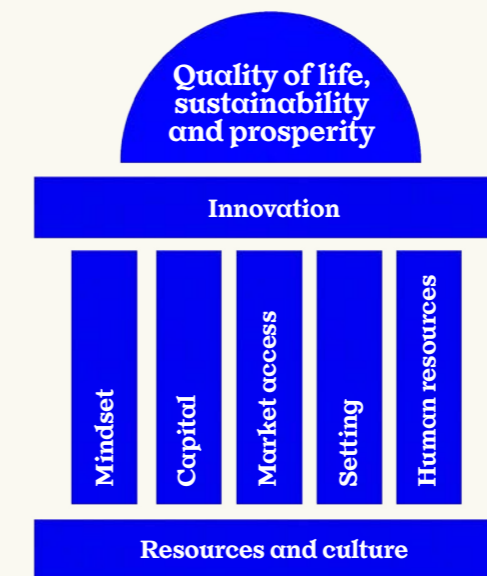 Quality of life,
sustainability
and prosperity
Innovation
Mindset
Capital
Market access
Setting
Human resources
Resources and culture